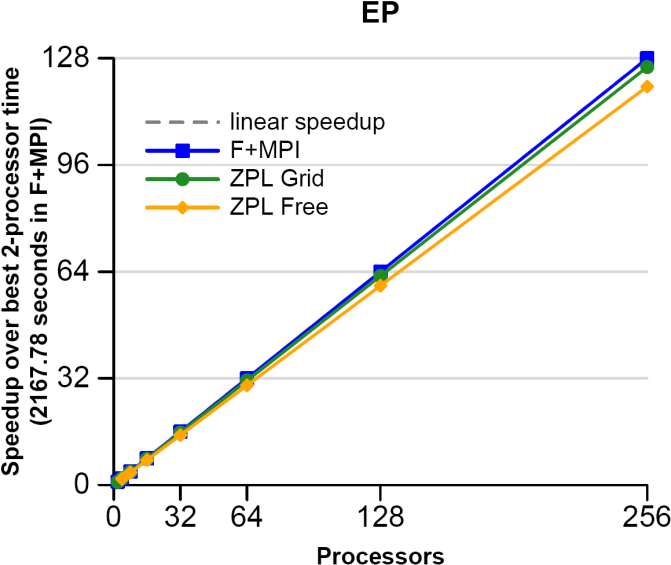 EP
Speedup over best 2-processor time
(2167.78 seconds in F+MPI)
128
96
64
32
0
linear speedup
F+MPI
ZPL Grid
ZPL Free
0 32 64 128 256
Processors